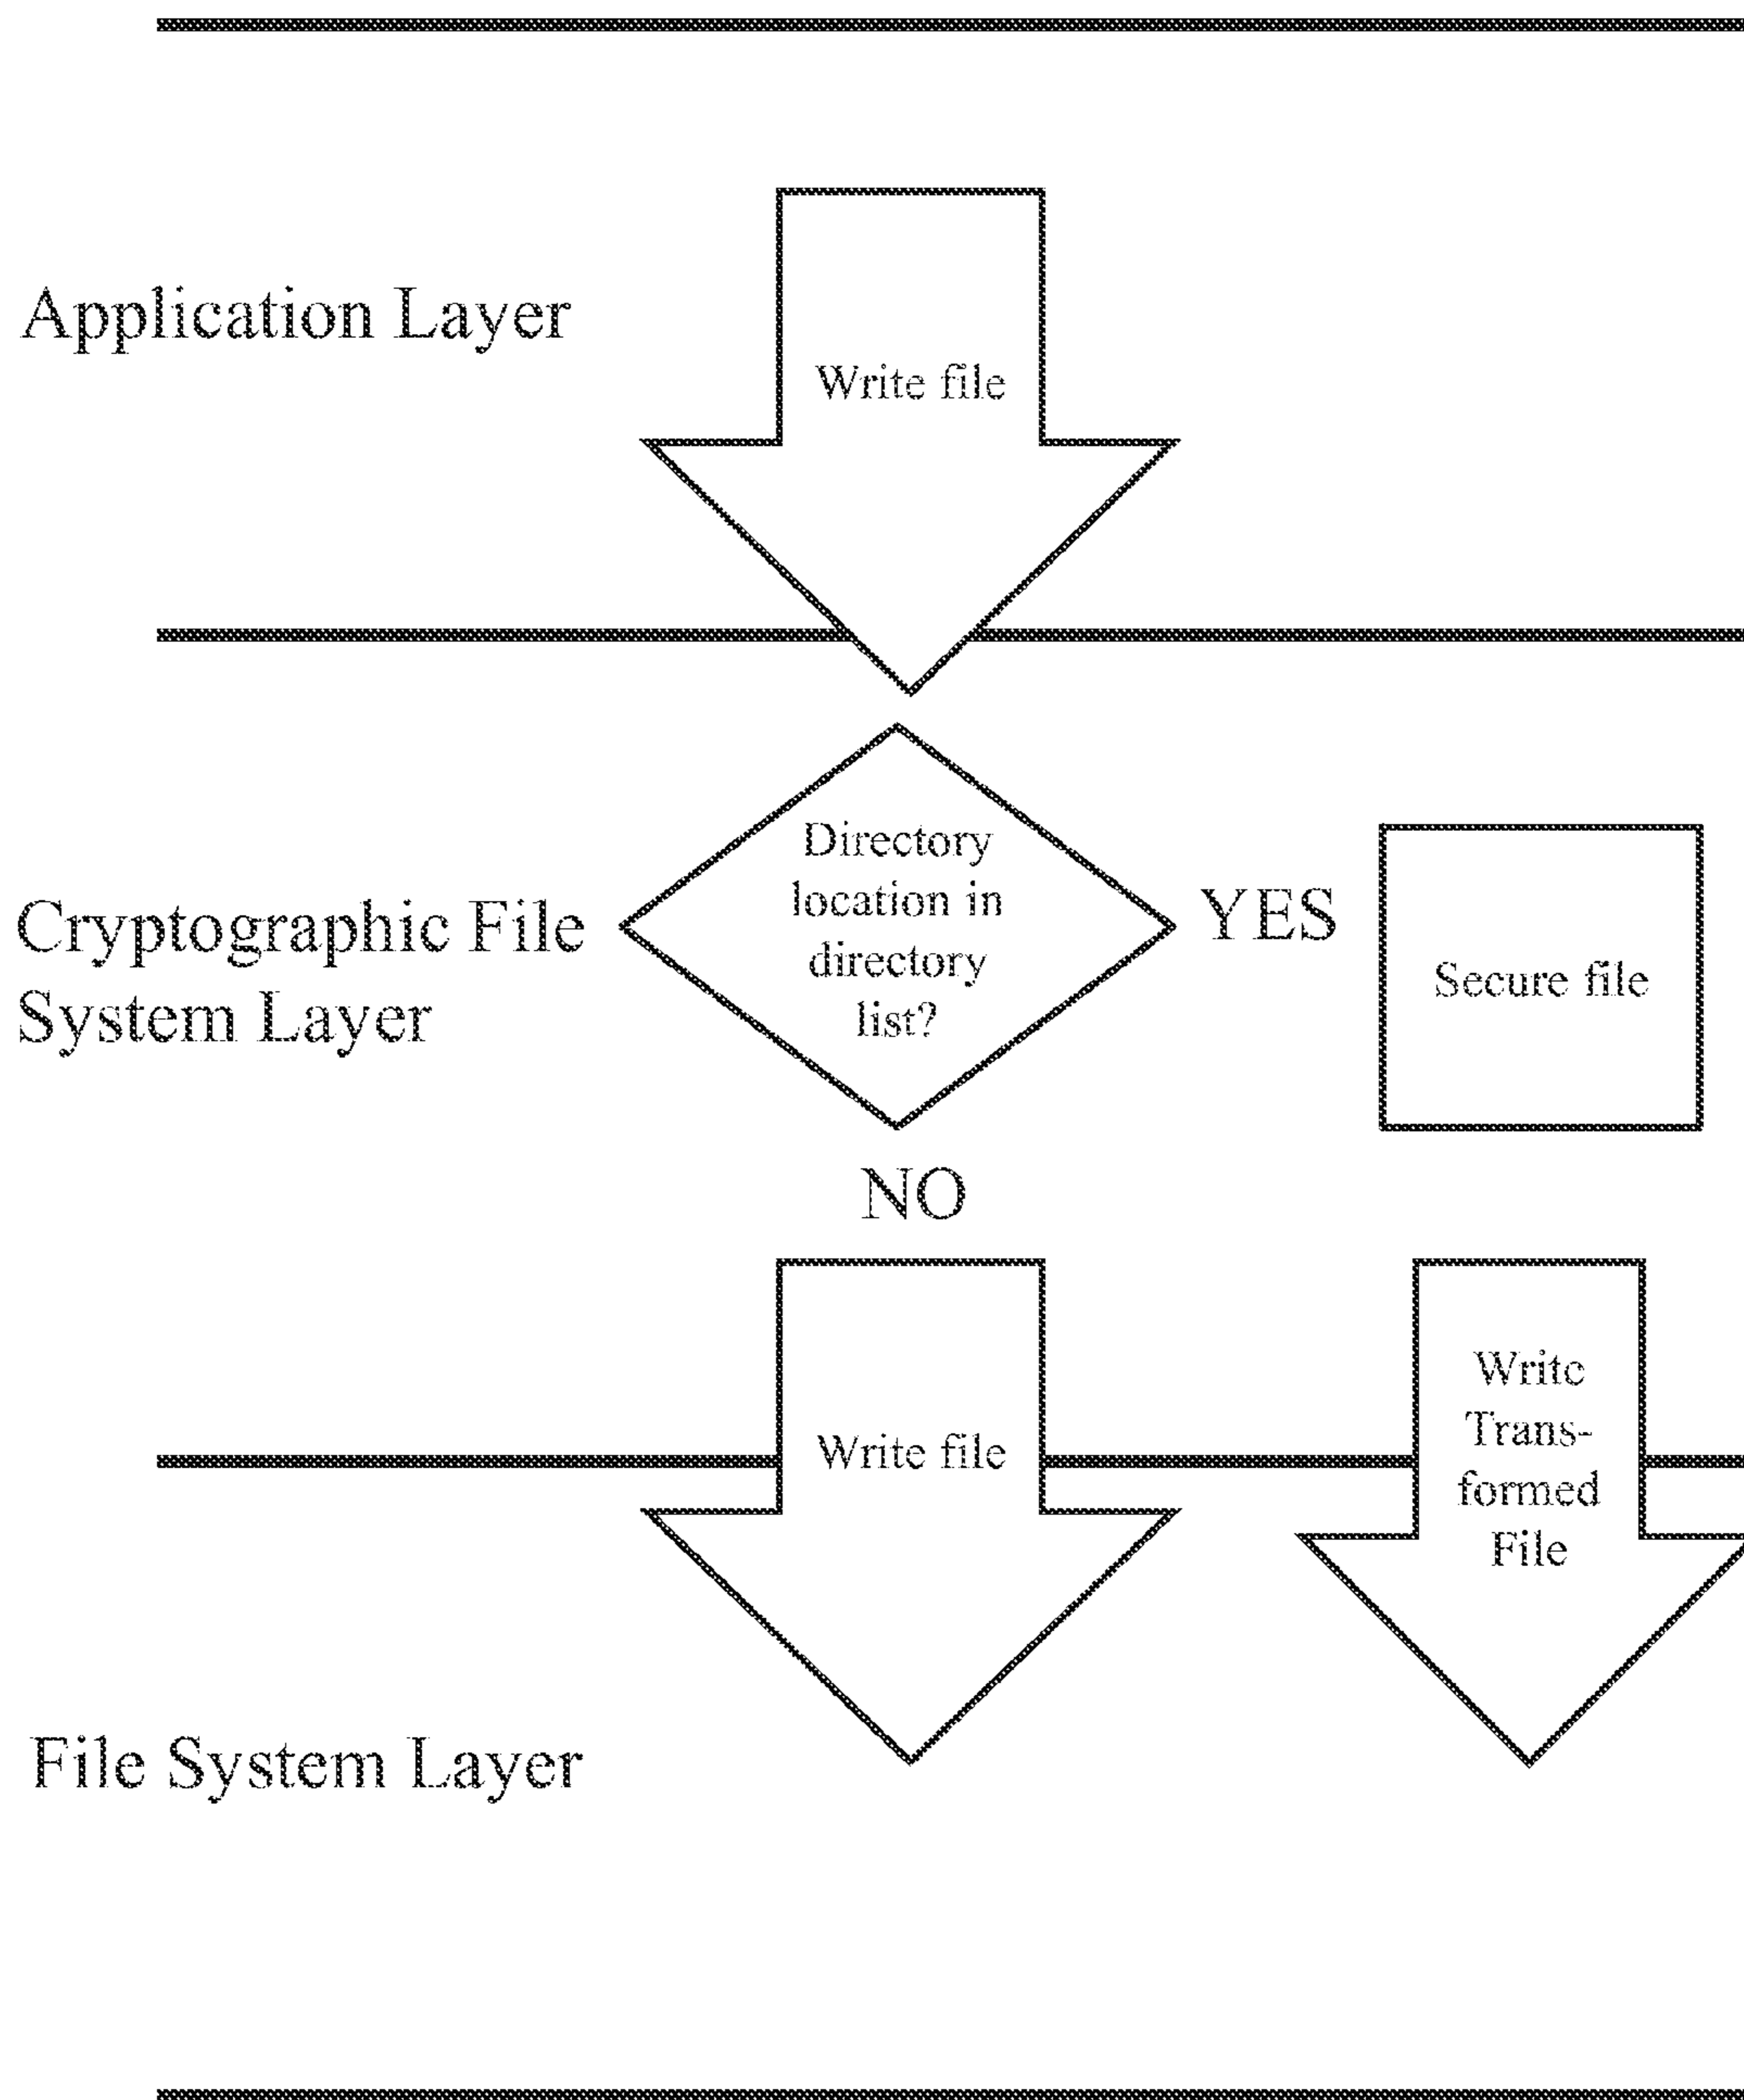 Application Layer
Write file
Directory
location in
directory
list?
YES
Cryptographic File
System Layer
Secure file
NO
Write file
Write
Trans-
formed
File
File System Layer